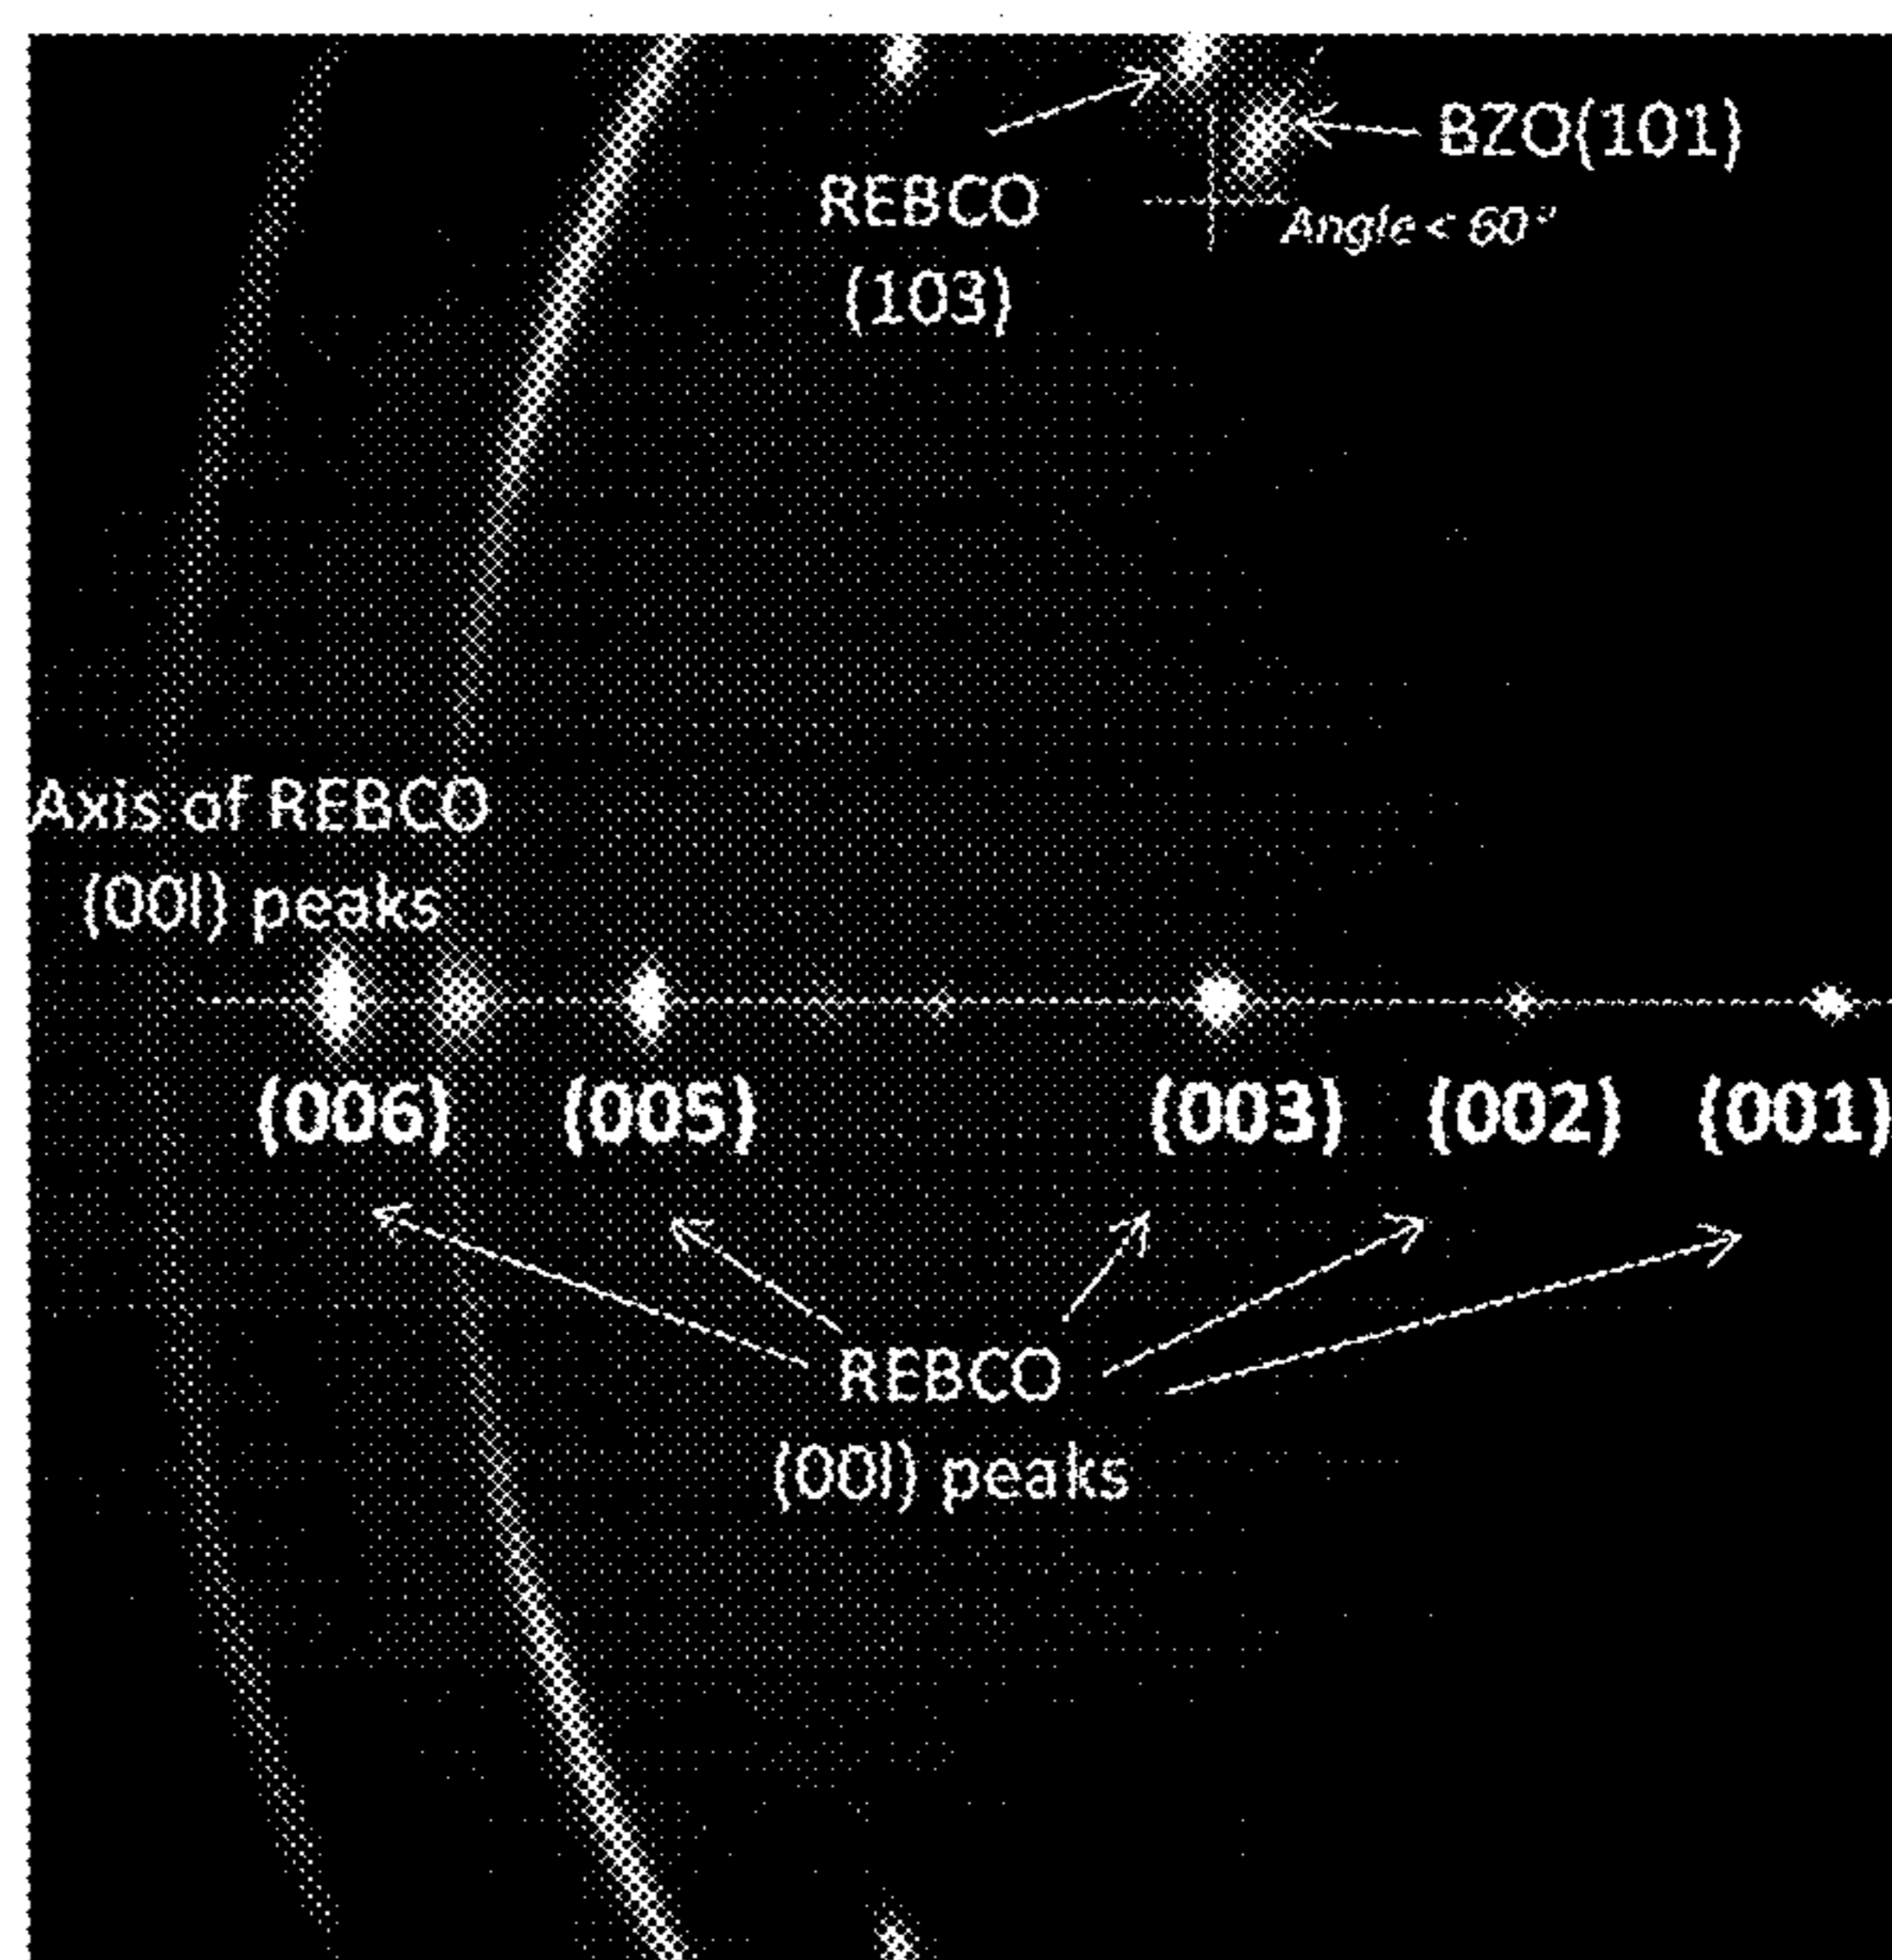 BZO(101)
REBCO
(103)
Angle < 60°
Axis of REBCO
(00l) peaks
(006) (005) (003) (002) (001)
REBCO
(00l) peaks